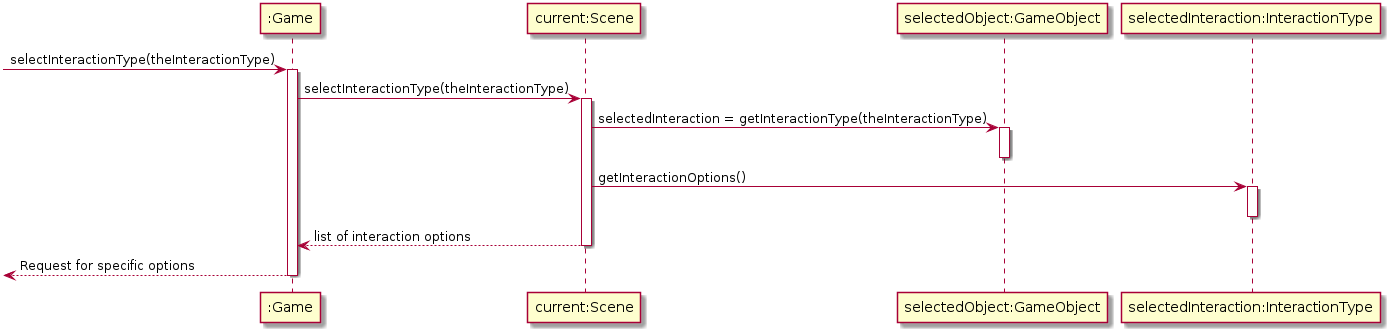 :Game
current:Scene
selectedObject:GameObject
selectedInteraction:InteractionType
selectInteractionType(theInteractionType)
selectInteractionType(theInteractionType)
selectedInteraction = getInteractionType(theInteractionType)
getInteractionOptions()
list of interaction options
Request for specific options
:Game
current:Scene
selectedObject:GameObject
selectedInteraction:InteractionType